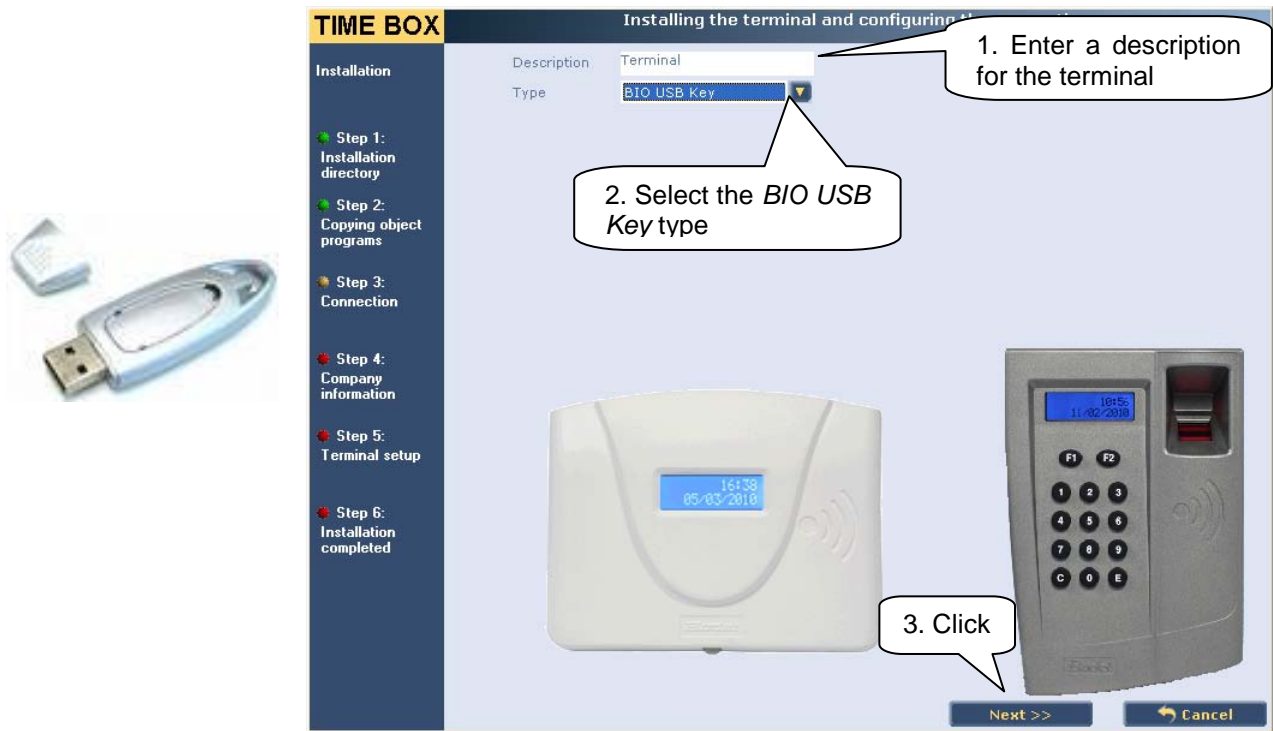 TIME BOX
Installing the terminal and configuring
1. Enter a description
for the terminal
Installation
Description
Terminal
Type
BIO USB Key
2. Select the BIO USB
Key type
Step 1:
Installation
directory
Step 2:
Copying object
programs
Step 3:
Connection
Step 4:
Company
information
Step 5:
Terminal setup
Step 6:
Installation
completed
16:38
05/03/2010
10:56
11/02/2010
F1 F2
1 2 3
4 5 6
7 8 9
C 0 E
3. Click
Next >>
Cancel